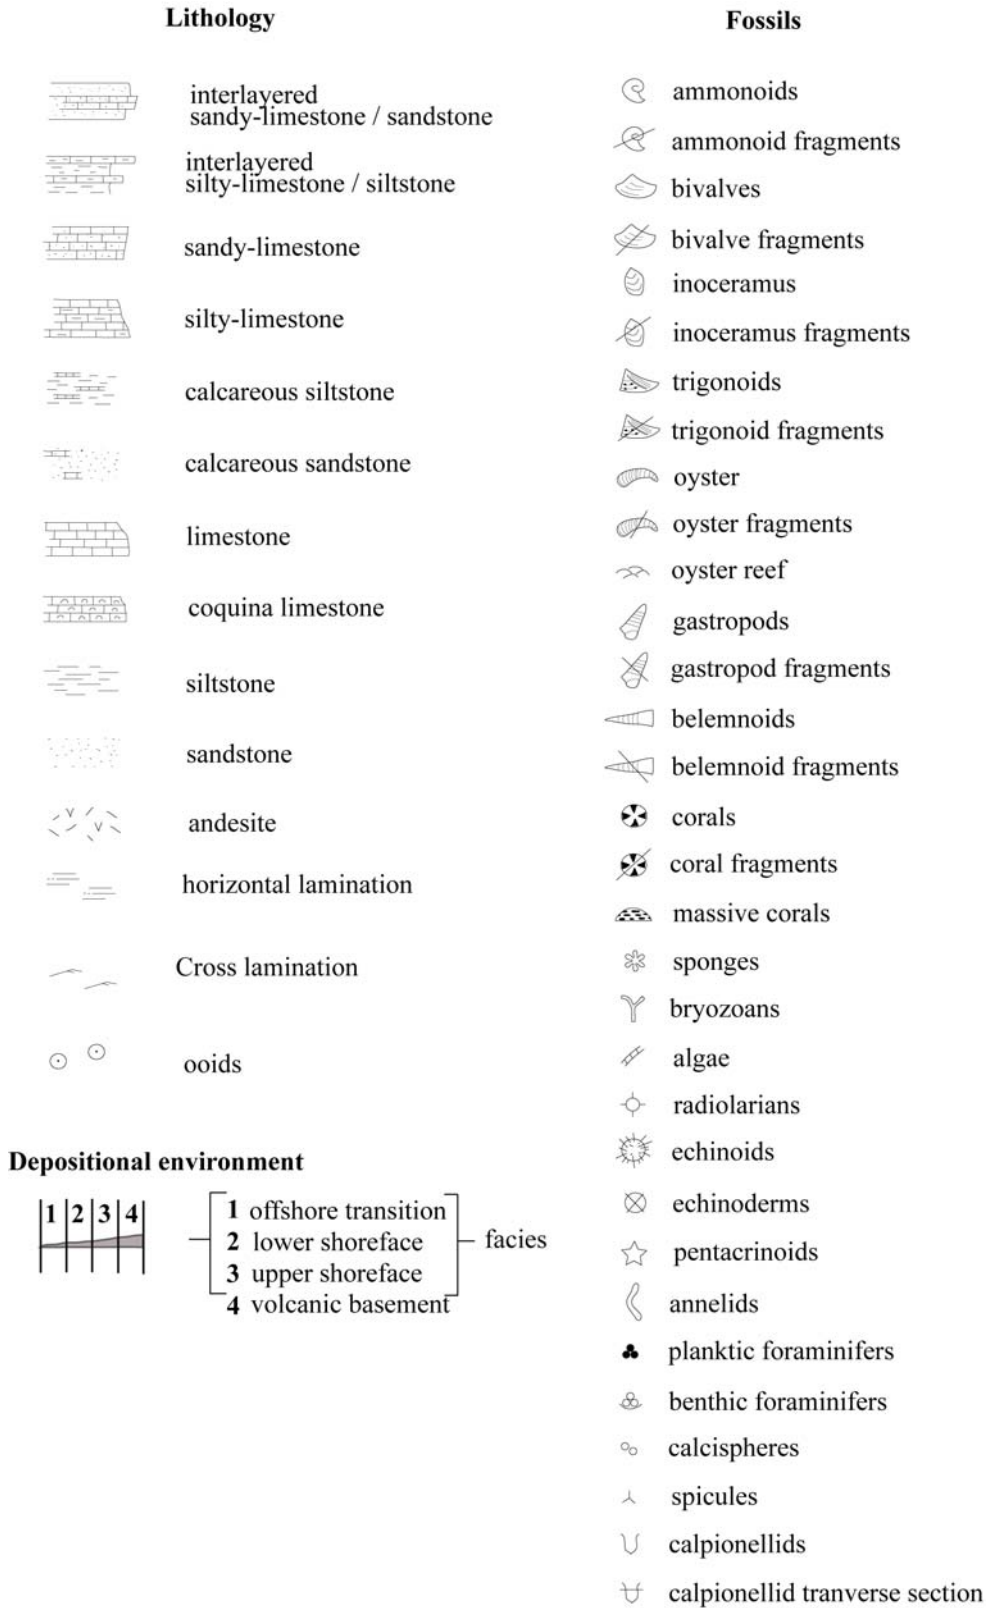 Lithology
interlayered
sandy-limestone / sandstone
interlayered
silty-limestone / siltstone
sandy-limestone
silty-limestone
calcareous siltstone
calcareous sandstone
limestone
coquina limestone
siltstone
sandstone
andesite
horizontal lamination
Cross lamination
ooids
Depositional environment
1 2 3 4
1 offshore transition
2 lower shoreface
3 upper shoreface
4 volcanic basement
facies
Fossils
ammonoids
ammonoid fragments
bivalves
bivalve fragments
inoceramus
inoceramus fragments
trigonoids
trigonoid fragments
oyster
oyster fragments
oyster reef
gastropods
gastropod fragments
belemnoids
belemnoid fragments
corals
coral fragments
massive corals
sponges
bryozoans
algae
radiolarians
echinoids
echinoderms
pentacrinoids
annelids
planktic foraminifers
benthic foraminifers
calcispheres
spicules
calpionellids
calpionellid tranverse section